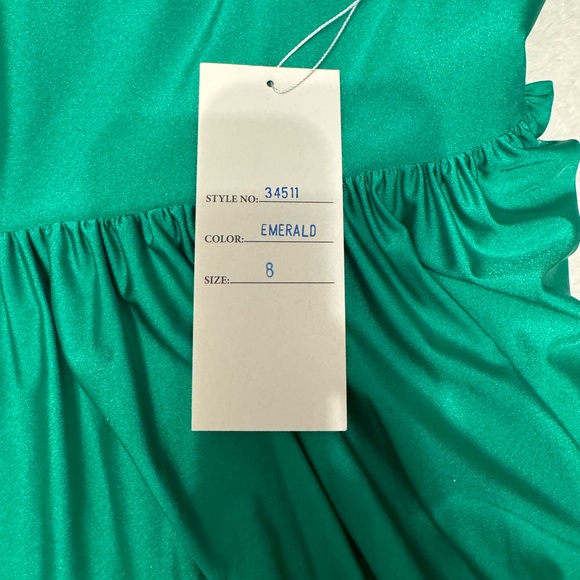 STYLE NO: 34511
COLOR: EMERALD
SIZE: 8